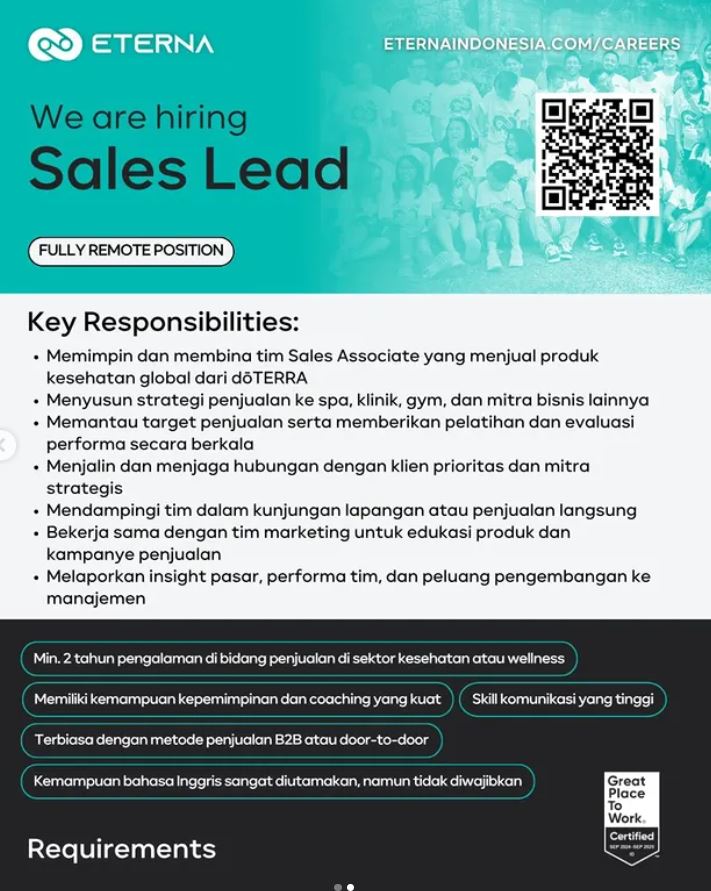 ETERNA
ETERNAINDONESIA.COM/CAREERS
We are hiring
Sales Lead
FULLY REMOTE POSITION
Key Responsibilities:
• Memimpin dan membina tim Sales Associate yang menjual produk
kesehatan global dari dōTERRA
• Menyusun strategi penjualan ke spa, klinik, gym, dan mitra bisnis lainnya
• Memantau target penjualan serta memberikan pelatihan dan evaluasi
performa secara berkala
• Menjalin dan menjaga hubungan dengan klien prioritas dan mitra
strategis
• Mendampingi tim dalam kunjungan lapangan atau penjualan langsung
• Bekerja sama dengan tim marketing untuk edukasi produk dan
kampanye penjualan
• Melaporkan insight pasar, performa tim, dan peluang pengembangan ke
manajemen
Min. 2 tahun pengalaman di bidang penjualan di sektor kesehatan atau wellness
Memiliki kemampuan kepemimpinan dan coaching yang kuat
Skill komunikasi yang tinggi
Terbiasa dengan metode penjualan B2B atau door-to-door
Kemampuan bahasa Inggris sangat diutamakan, namun tidak diwajibkan
Requirements
Great
Place
To
Work.
Certified
SEP 2024-SEP 2025
ID